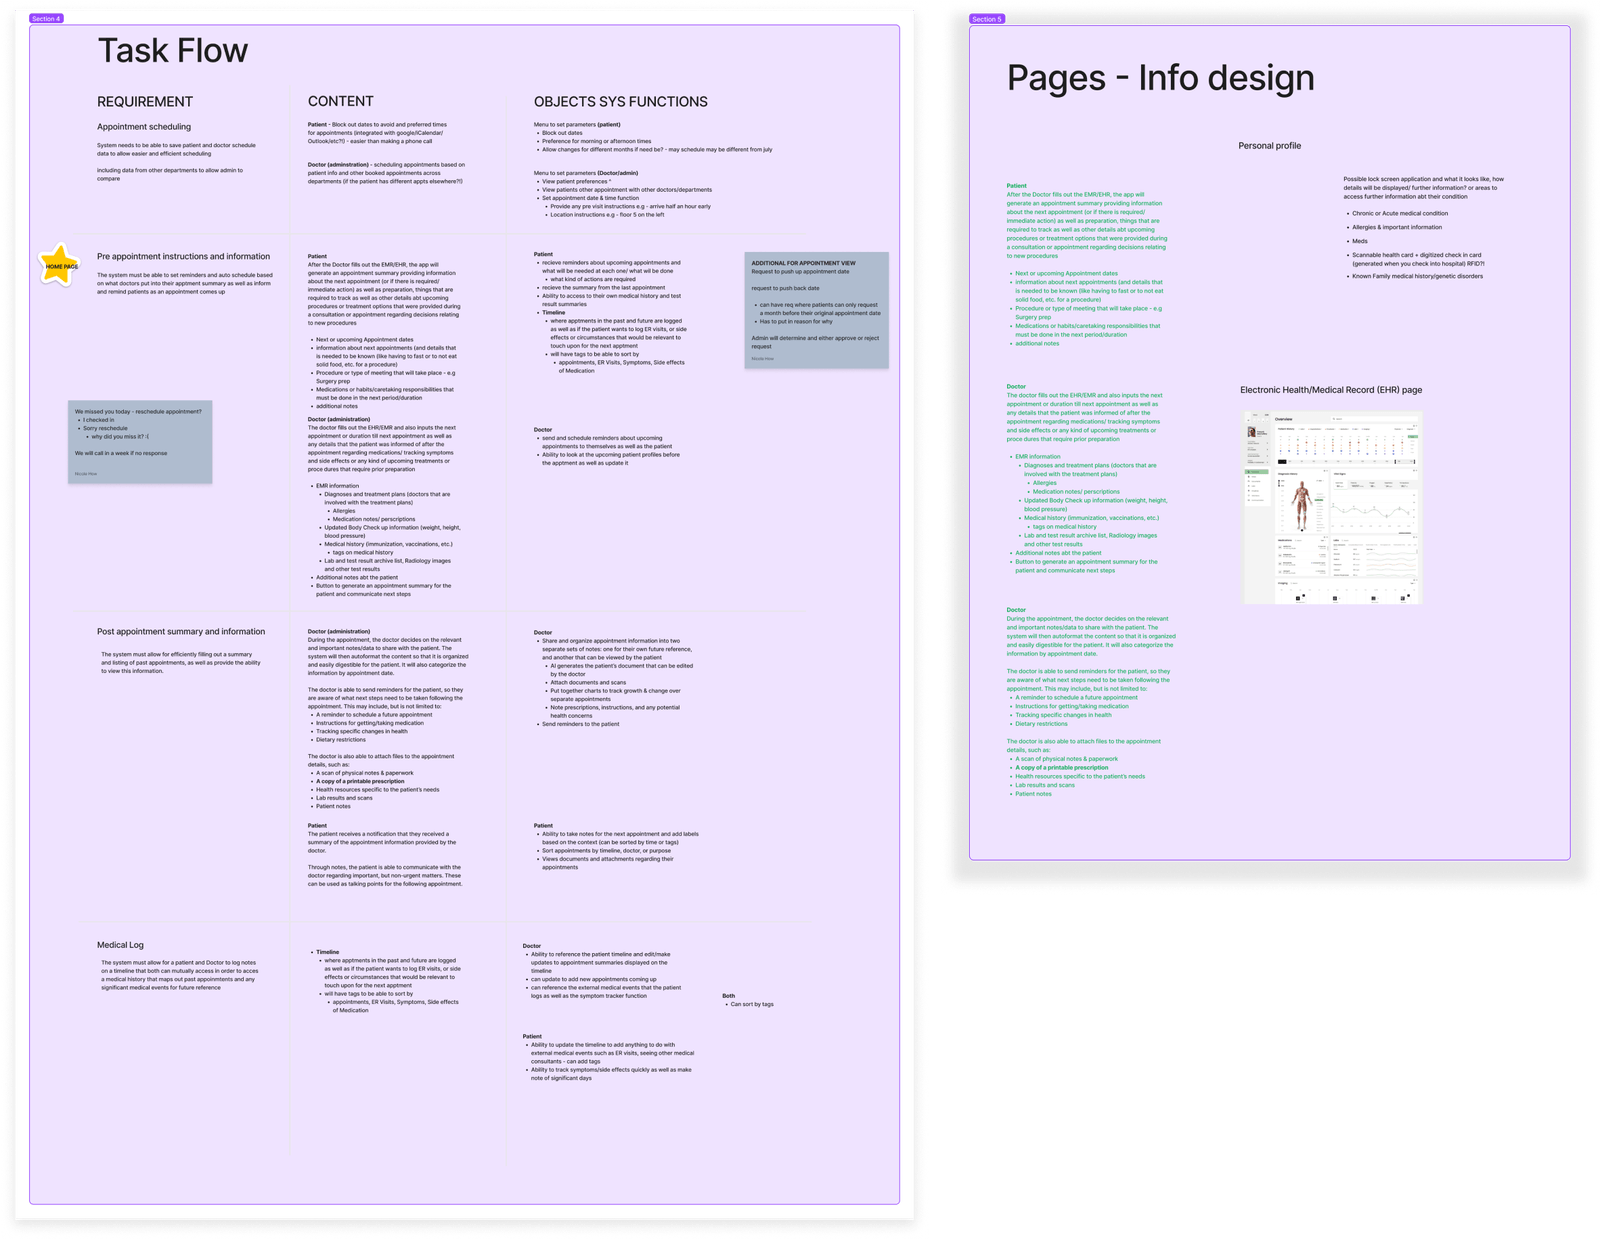 Section 4
Task Flow
REQUIREMENT
CONTENT
OBJECTS SYS FUNCTIONS
Appointment scheduling
System needs to be able to save patient and doctor schedule
data to allow easier and efficient scheduling
Including data from other departments to allow admin to
compare
Patient - Block out dates to avoid and preferred times
for appointments (integrated with google/iCalendar/
Outlook/etc?!) - easier than making a phone call
Doctor (adminstration) - scheduling appointments based on
patient info and other booked appointments across
departments (if the patient has different appts elsewhere?!)
Menu to set parameters (patient)
• Block out dates
• Preference for morning or afternoon times
• Allow changes for different months if need be? - may schedule may be different from july
Menu to set parameters (Doctor/admin)
• View patient preferences ^
• View patients other appointment with other doctors/departments
• Set appointment date & time function
• Provide any pre visit instructions e.g - arrive half an hour early
• Location instructions e.g - floor 5 on the left
HOME PAGE
Pre appointment instructions and information
The system must be able to set reminders and auto schedule based
on what doctors put into their apptment summary as well as inform
and remind patients as an appointment comes up
We missed you today - reschedule appointment?
• I checked in
• Sorry reschedule
• why did you miss it? :(
We will call in a week if no response
Nicole Hew
Patient
After the Doctor fills out the EMR/EHR, the app will
generate an appointment summary providing information
about the next appointment (or if there is required/
immediate action) as well as preparation, things that are
required to track as well as other details abt upcoming
procedures or treatment options that were provided during
a consultation or appointment regarding decisions relating
to new procedures
• Next or upcoming Appointment dates
• information about next appointments (and details that
is needed to be known (like having to fast or to not eat
solid food, etc. for a procedure)
• Procedure or type of meeting that will take place - e.g
Surgery prep
• Medications or habits/caretaking responsibilities that
must be done in the next period/duration
• additional notes
Doctor (administration)
The doctor fills out the EHR/EMR and also inputs the next
appointment or duration till next appointment as well as
any details that the patient was informed of after the
appointment regarding medications/ tracking symptoms
and side effects or any kind of upcoming treatments or
proce dures that require prior preparation
• EMR information
• Diagnoses and treatment plans (doctors that are
involved with the treatment plans)
• Allergies
• Medication notes/ perscriptions
• Updated Body Check up information (weight, height,
blood pressure)
• Medical history (immunization, vaccinations, etc.)
• tags on medical history
• Lab and test result archive list, Radiology images
and other test results
• Additional notes abt the patient
• Button to generate an appointment summary for the
patient and communicate next steps
Patient
• recieve reminders about upcoming appointments and
what will be needed at each one/ what wil be done
• what kind of actions are required
• recieve the summary from the last appointment
• Ability to access to their own medical history and test
result summaries
• Timeline
• where apptments in the past and future are logged
as well as if the patient wants to log ER visits, or side
effects or circumstances that would be relevant to
touch upon for the next apptment
• will have tags to be able to sort by
• appointments, ER Visits, Symptoms, Side effects
of Medication
Doctor
• send and schedule reminders about upcoming
appointments to themselves as well as the patient
• Ability to look at the upcoming patient profiles before
the apptment as well as update it
ADDITIONAL FOR APPOINTMENT VIEW
Request to push up appointment date
request to push back date
• can have req where patients can only request
a month before their original appointment date
• Has to put in reason for why
Admin will determine and either approve or reject
request
Nicole Hew
Post appointment summary and information
The system must allow for efficiently filling out a summary
and listing of past appointments, as well as provide the ability
to view this information.
Doctor (administration)
During the appointment, the doctor decides on the relevant
and important notes/data to share with the patient. The
system will then autoformat the content so that it is organized
and easily digestible for the patient. It will also categorize the
information by appointment date.
The doctor is able to send reminders for the patient, so they
are aware of what next steps need to be taken following the
appointment. This may include, but is not limited to:
• A reminder to schedule a future appointment
• Instructions for getting/taking medication
• Tracking specific changes in health
• Dietary restrictions
The doctor is also able to attach files to the appointment
details, such as:
• A scan of physical notes & paperwork
• A copy of a printable prescription
• Health resources specific to the patient's needs
• Lab results and scans
• Patient notes
Patient
The patient receives a notification that they received a
summary of the appointment information provided by the
doctor.
Through notes, the patient is able to communicate with the
doctor regarding important, but non-urgent matters. These
can be used as talking points for the following appointment.
Doctor
• Share and organize appointment information into two
separate sets of notes: one for their own future reference,
and another that can be viewed by the patient
• AI generates the patient's document that can be edited
by the doctor
• Attach documents and scans
• Put together charts to track growth & change over
separate appointments
• Note prescriptions, instructions, and any potential
health concerns
• Send reminders to the patient
Patient
• Ability to take notes for the next appointment and add labels
based on the context (can be sorted by time or tags)
• Sort appointments by timeline, doctor, or purpose
• Views documents and attachments regarding their
appointments
Medical Log
The system must allow for a patient and Doctor to log notes
on a timeline that both can mutually access in order to acces
a medical history that maps out past appoinmtents and any
significant medical events for future reference
• Timeline
• where apptments in the past and future are logged
as well as if the patient wants to log ER visits, or side
effects or circumstances that would be relevant to
touch upon for the next apptment
• will have tags to be able to sort by
• appointments, ER Visits, Symptoms, Side effects
of Medication
Doctor
• Ability to reference the patient timeline and edit/make
updates to appointment summaries displayed on the
timeline
• can update to add new appointments coming up
• can reference the external medical events that the patient
logs as well as the symptom tracker function
Both
• Can sort by tags
Patient
• Ability to update the timeline to add anything to do with
external medical events such as ER visits, seeing other medical
consultants - can add tags
• Ability to track symptoms/side effects quickly as well as make
note of significant days
Section 5
Pages - Info design
Personal profile
Patient
After the Doctor fills out the EMR/EHR, the app will
generate an appointment summary providing information
about the next appointment (or if there is required/
immediate action) as well as preparation, things that are
required to track as well as other details abt upcoming
procedures or treatment options that were provided during
a consultation or appointment regarding decisions relating
to new procedures
• Next or upcoming Appointment dates
• information about next appointments (and details that
is needed to be known (like having to fast or to not eat
solid food, etc. for a procedure)
• Procedure or type of meeting that will take place - e.g
Surgery prep
• Medications or habits/caretaking responsibilities that
must be done in the next period/duration
• additional notes
Possible lock screen application and what it looks like, how
details will be displayed/ further information? or areas to
access further information abt their condition
• Chronic or Acute medical condition
• Allergies & important information
• Meds
• Scannable health card + digitized check in card
(generated when you check into hospital) RFID?!
• Known Family medical history/genetic disorders
Doctor
The doctor fills out the EHR/EMR and also inputs the next
appointment or duration till next appointment as well as
any details that the patient was informed of after the
appointment regarding medications/ tracking symptoms
and side effects or any kind of upcoming treatments or
proce dures that require prior preparation
• EMR information
• Diagnoses and treatment plans (doctors that are
involved with the treatment plans)
• Allergies
• Medication notes/ perscriptions
• Updated Body Check up information (weight, height,
blood pressure)
• Medical history (immunization, vaccinations, etc.)
• tags on medical history
• Lab and test result archive list, Radiology images
and other test results
• Additional notes abt the patient
• Button to generate an appointment summary for the
patient and communicate next steps
Electronic Health/Medical Record (EHR) page
Overview
Doctor
During the appointment, the doctor decides on the relevant
and important notes/data to share with the patient. The
system will then autoformat the content so that it is organized
and easily digestible for the patient. It will also categorize the
information by appointment date.
The doctor is able to send reminders for the patient, so they
are aware of what next steps need to be taken following the
appointment. This may include, but is not limited to:
• A reminder to schedule a future appointment
• Instructions for getting/taking medication
• Tracking specific changes in health
• Dietary restrictions
The doctor is also able to attach files to the appointment
details, such as:
• A scan of physical notes & paperwork
• A copy of a printable prescription
• Health resources specific to the patient's needs
• Lab results and scans
• Patient notes